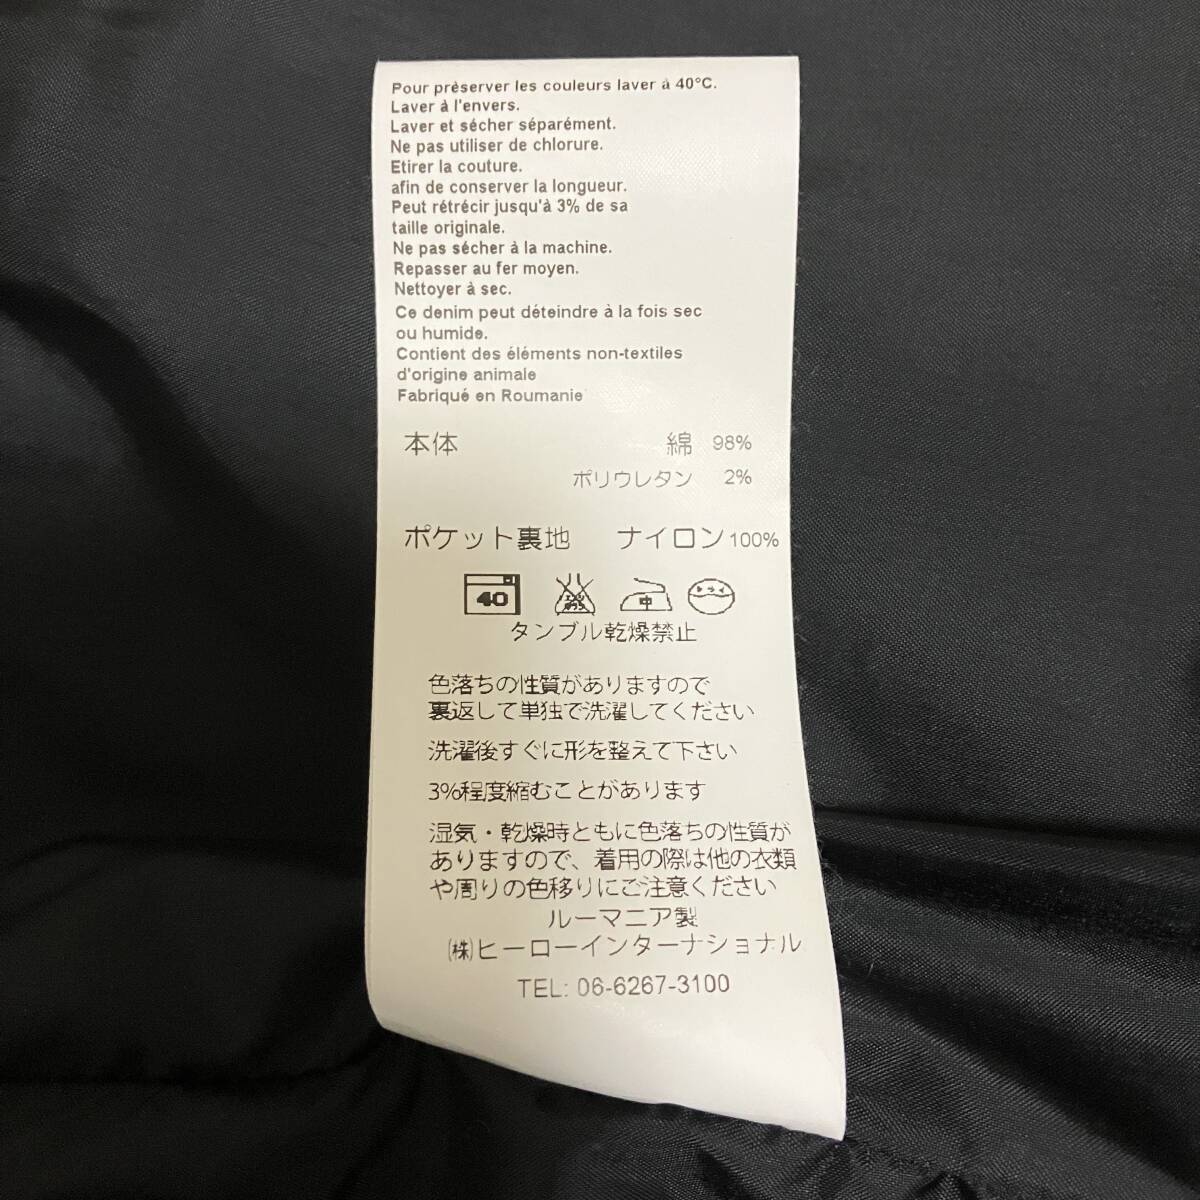 Pour prèserver les couleurs laver à 40°C.
Laver à l'envers.
Laver et sécher séparément.
Ne pas utiliser de chlorure.
Etirer la couture.
afin de conserver la longueur.
Peut rétrécir jusqu'à 3% de sa
taille originale.
Ne pas sécher à la machine.
Repasser au fer moyen.
Nettoyer à sec.
Ce denim peut déteindre à la fois sec
ou humide.
Contient des éléments non-textiles
d'origine animale
Fabriqué en Roumanie
本体 綿 98%
ポリウレタン 2%
ポケット裏地 ナイロン100%
40 エンソ サラシ 中 ドライ
タンブル乾燥禁止
色落ちの性質がありますので
裏返して単独で洗濯してください
洗濯後すぐに形を整えて下さい
3%程度縮むことがあります
湿気・乾燥時ともに色落ちの性質が
ありますので、着用の際は他の衣類
や周りの色移りにご注意ください
ルーマニア製
(株)ヒーローインターナショナル
TEL: 06-6267-3100